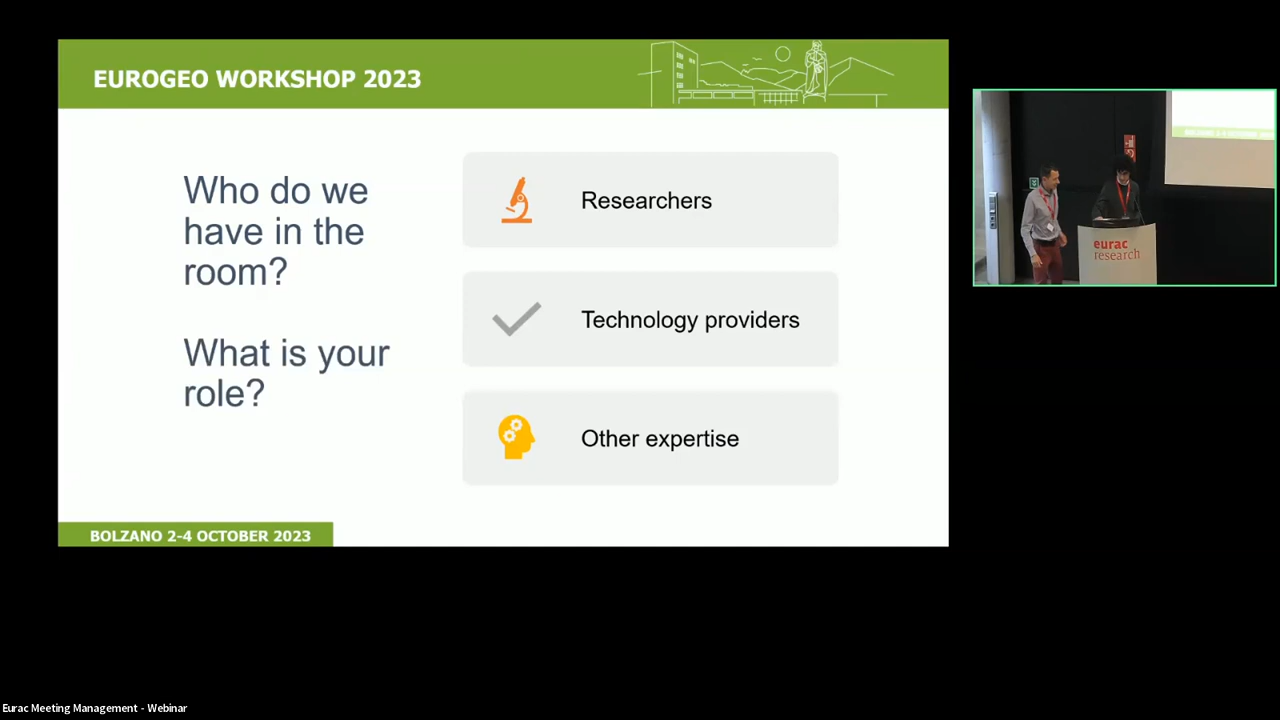 EUROGEO WORKSHOP 2023
Who do we
have in the
room?
What is your
role?
Researchers
Technology providers
Other expertise
BOLZANO 2-4 OCTOBER 2023
eurac
research
Eurac Meeting Management - Webinar